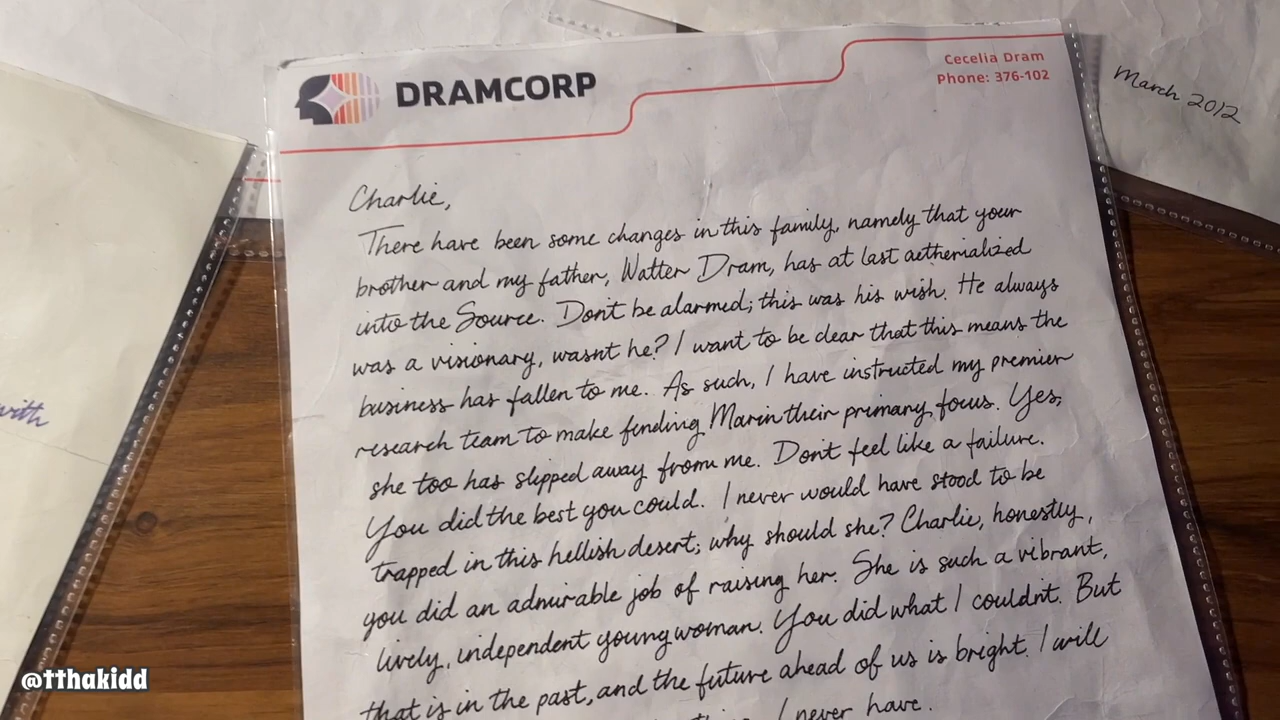 DRAMCORP
Cecelia Dram
Phone: 376-102
March 2012
Charlie,
There have been some changes in this family, namely that your
brother and my father, Walter Dram, has at last aetherialized
into the Source. Don't be alarmed; this was his wish. He always
was a visionary, wasn't he? I want to be clear that this means the
business has fallen to me. As such, I have instructed my premier
research team to make finding Marin their primary focus. Yes,
she too has slipped away from me. Don't feel like a failure.
You did the best you could. I never would have stood to be
trapped in this hellish desert; why should she? Charlie, honestly,
you did an admirable job of raising her. She is such a vibrant,
lively, independent young woman. You did what I couldn't. But
that is in the past, and the future ahead of us is bright. I will
I never have.
with
@tthakidd